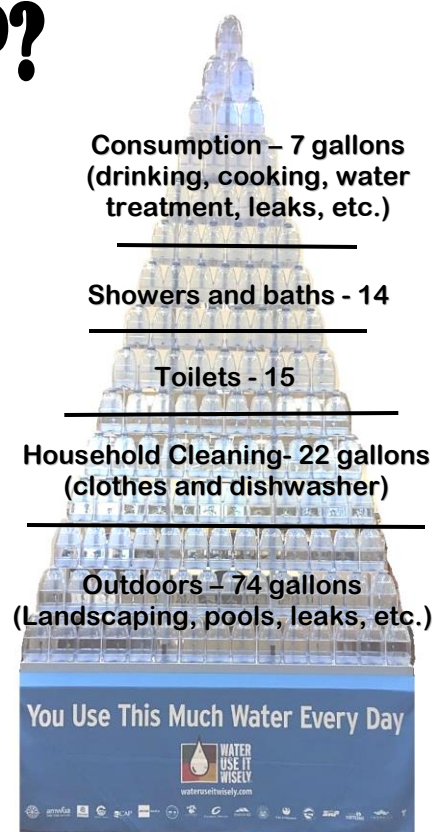 ?
Consumption – 7 gallons
(drinking, cooking, water
treatment, leaks, etc.)
Showers and baths - 14
Toilets - 15
Household Cleaning- 22 gallons
(clothes and dishwasher)
Outdoors – 74 gallons
(Landscaping, pools, leaks, etc.)
You Use This Much Water Every Day
WATER
USE IT
WISELY
wateruseitwisely.com
amwua
CAP